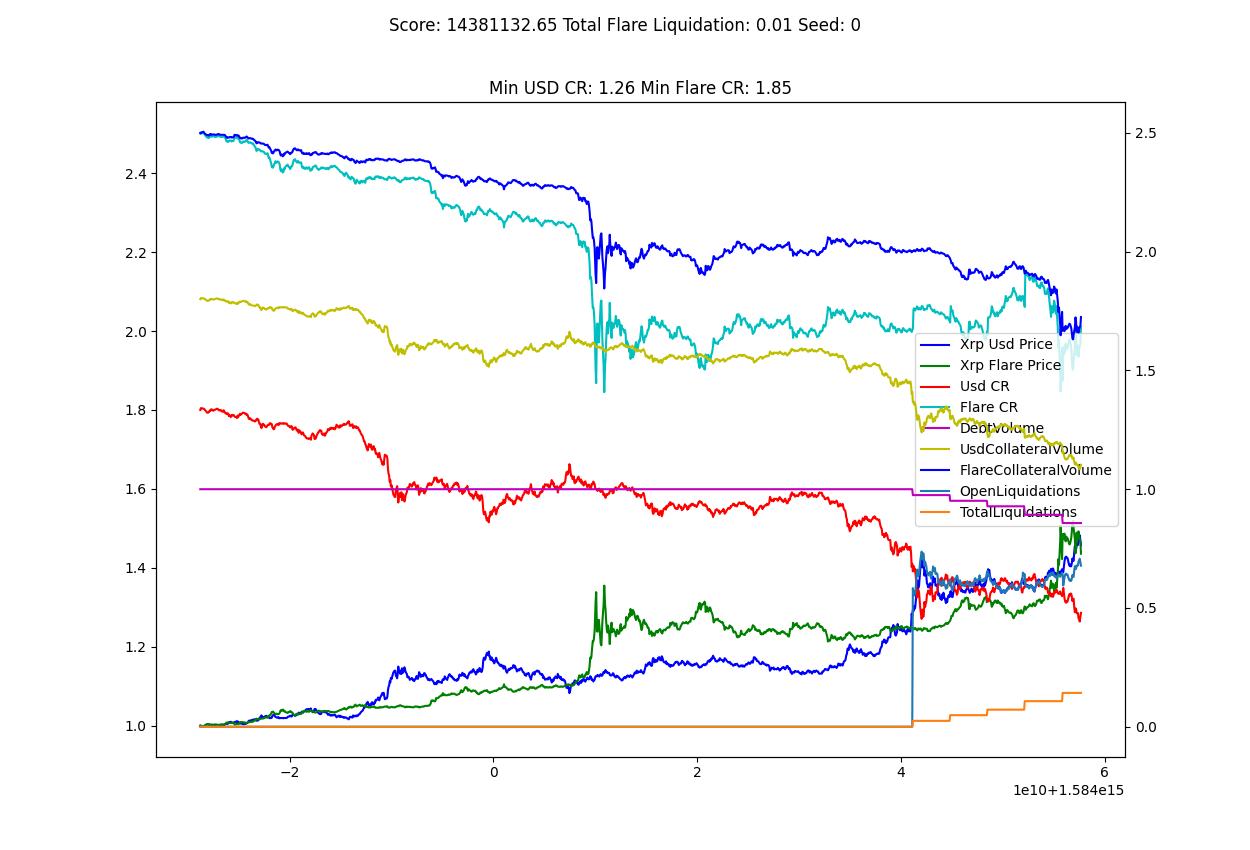 Score: 14381132.65 Total Flare Liquidation: 0.01 Seed: 0
Min USD CR: 1.26 Min Flare CR: 1.85
2.4
2.2
2.0
1.8
1.6
1.4
1.2
1.0
2.5
2.0
1.5
1.0
0.5
0.0
Xrp Usd Price
Xrp Flare Price
Usd CR
Flare CR
DeptVolume
UsdCollateralVolume
FlareCollateralVolume
OpenLiquidations
TotalLiquidations
−2
0
2
4
6
1e10+1.584e15